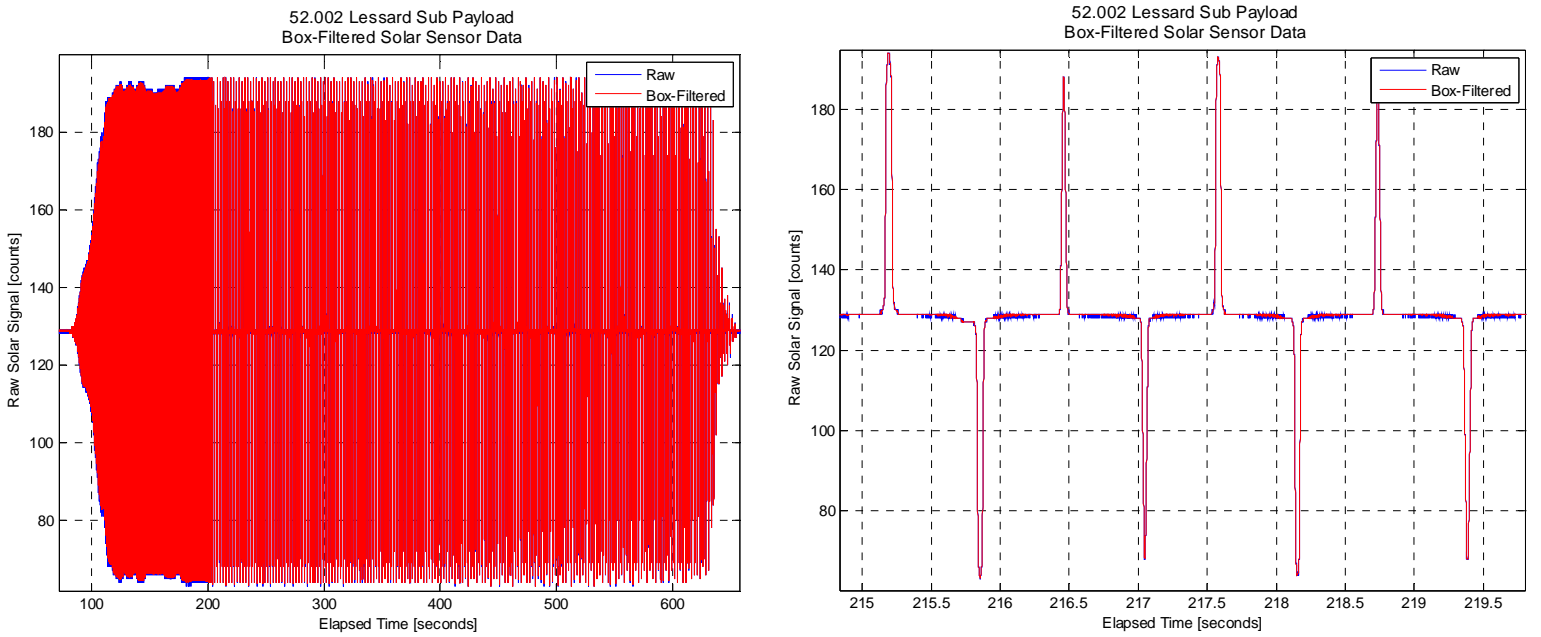 52.002 Lessard Sub Payload
Box-Filtered Solar Sensor Data
Raw
Box-Filtered
Raw Solar Signal [counts]
180
160
140
120
100
80
100 200 300 400 500 600
Elapsed Time [seconds]
52.002 Lessard Sub Payload
Box-Filtered Solar Sensor Data
Raw
Box-Filtered
Raw Solar Signal [counts]
180
160
140
120
100
80
215 215.5 216 216.5 217 217.5 218 218.5 219 219.5
Elapsed Time [seconds]